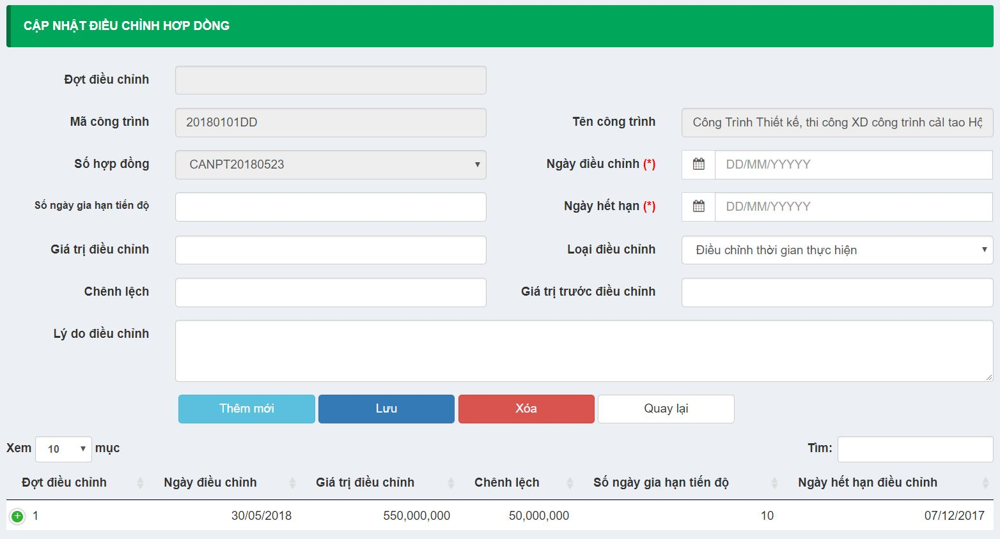 CẬP NHẬT ĐIỀU CHỈNH HƠP DỒNG
Đợt điều chỉnh
Mã công trình 20180101DD Tên công trình Công Trình Thiết kế, thi công XD công trình cảI tao Hộ
Số hợp đồng CANPT20180523 Ngày điều chỉnh (*) DD/MM/YYYYY
Số ngày gia hạn tiến độ Ngày hết hạn (*) DD/MM/YYYYY
Giá trị điều chỉnh Loại điều chỉnh Điều chỉnh thời gian thực hiện
Chênh lệch Giá trị trước điều chỉnh
Lý do điều chỉnh
Thêm mới Lưu Xóa Quay lại
Xem 10 mục Tìm:
Đợt điều chỉnh Ngày điều chỉnh Giá trị điều chỉnh Chênh lệch Số ngày gia hạn tiến độ Ngày hết hạn điều chỉnh
1 30/05/2018 550,000,000 50,000,000 10 07/12/2017